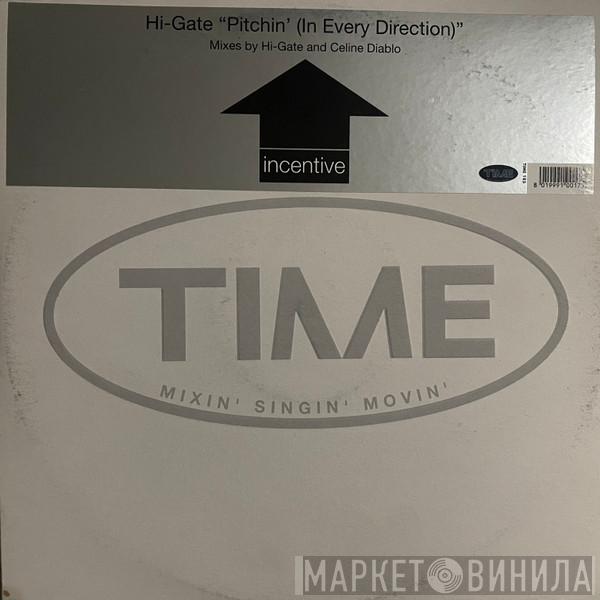 Hi-Gate “Pitchin’ (In Every Direction)”
Mixes by Hi-Gate and Celine Diablo
incentive
TIME
TIME
MIXIN' SINGIN' MOVIN'
МАРКЕТ ВИНИЛА